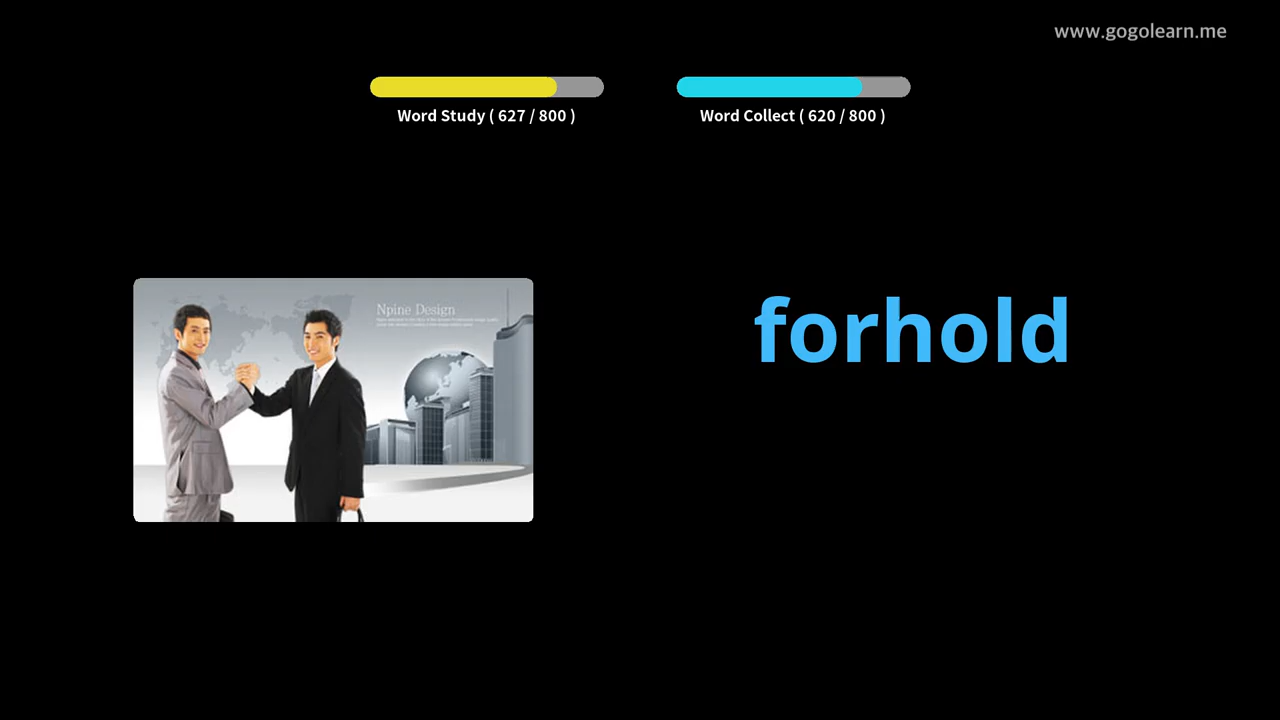 www.gogolearn.me
Word Study ( 627 / 800 )
Word Collect ( 620 / 800 )
Npine Design
forhold